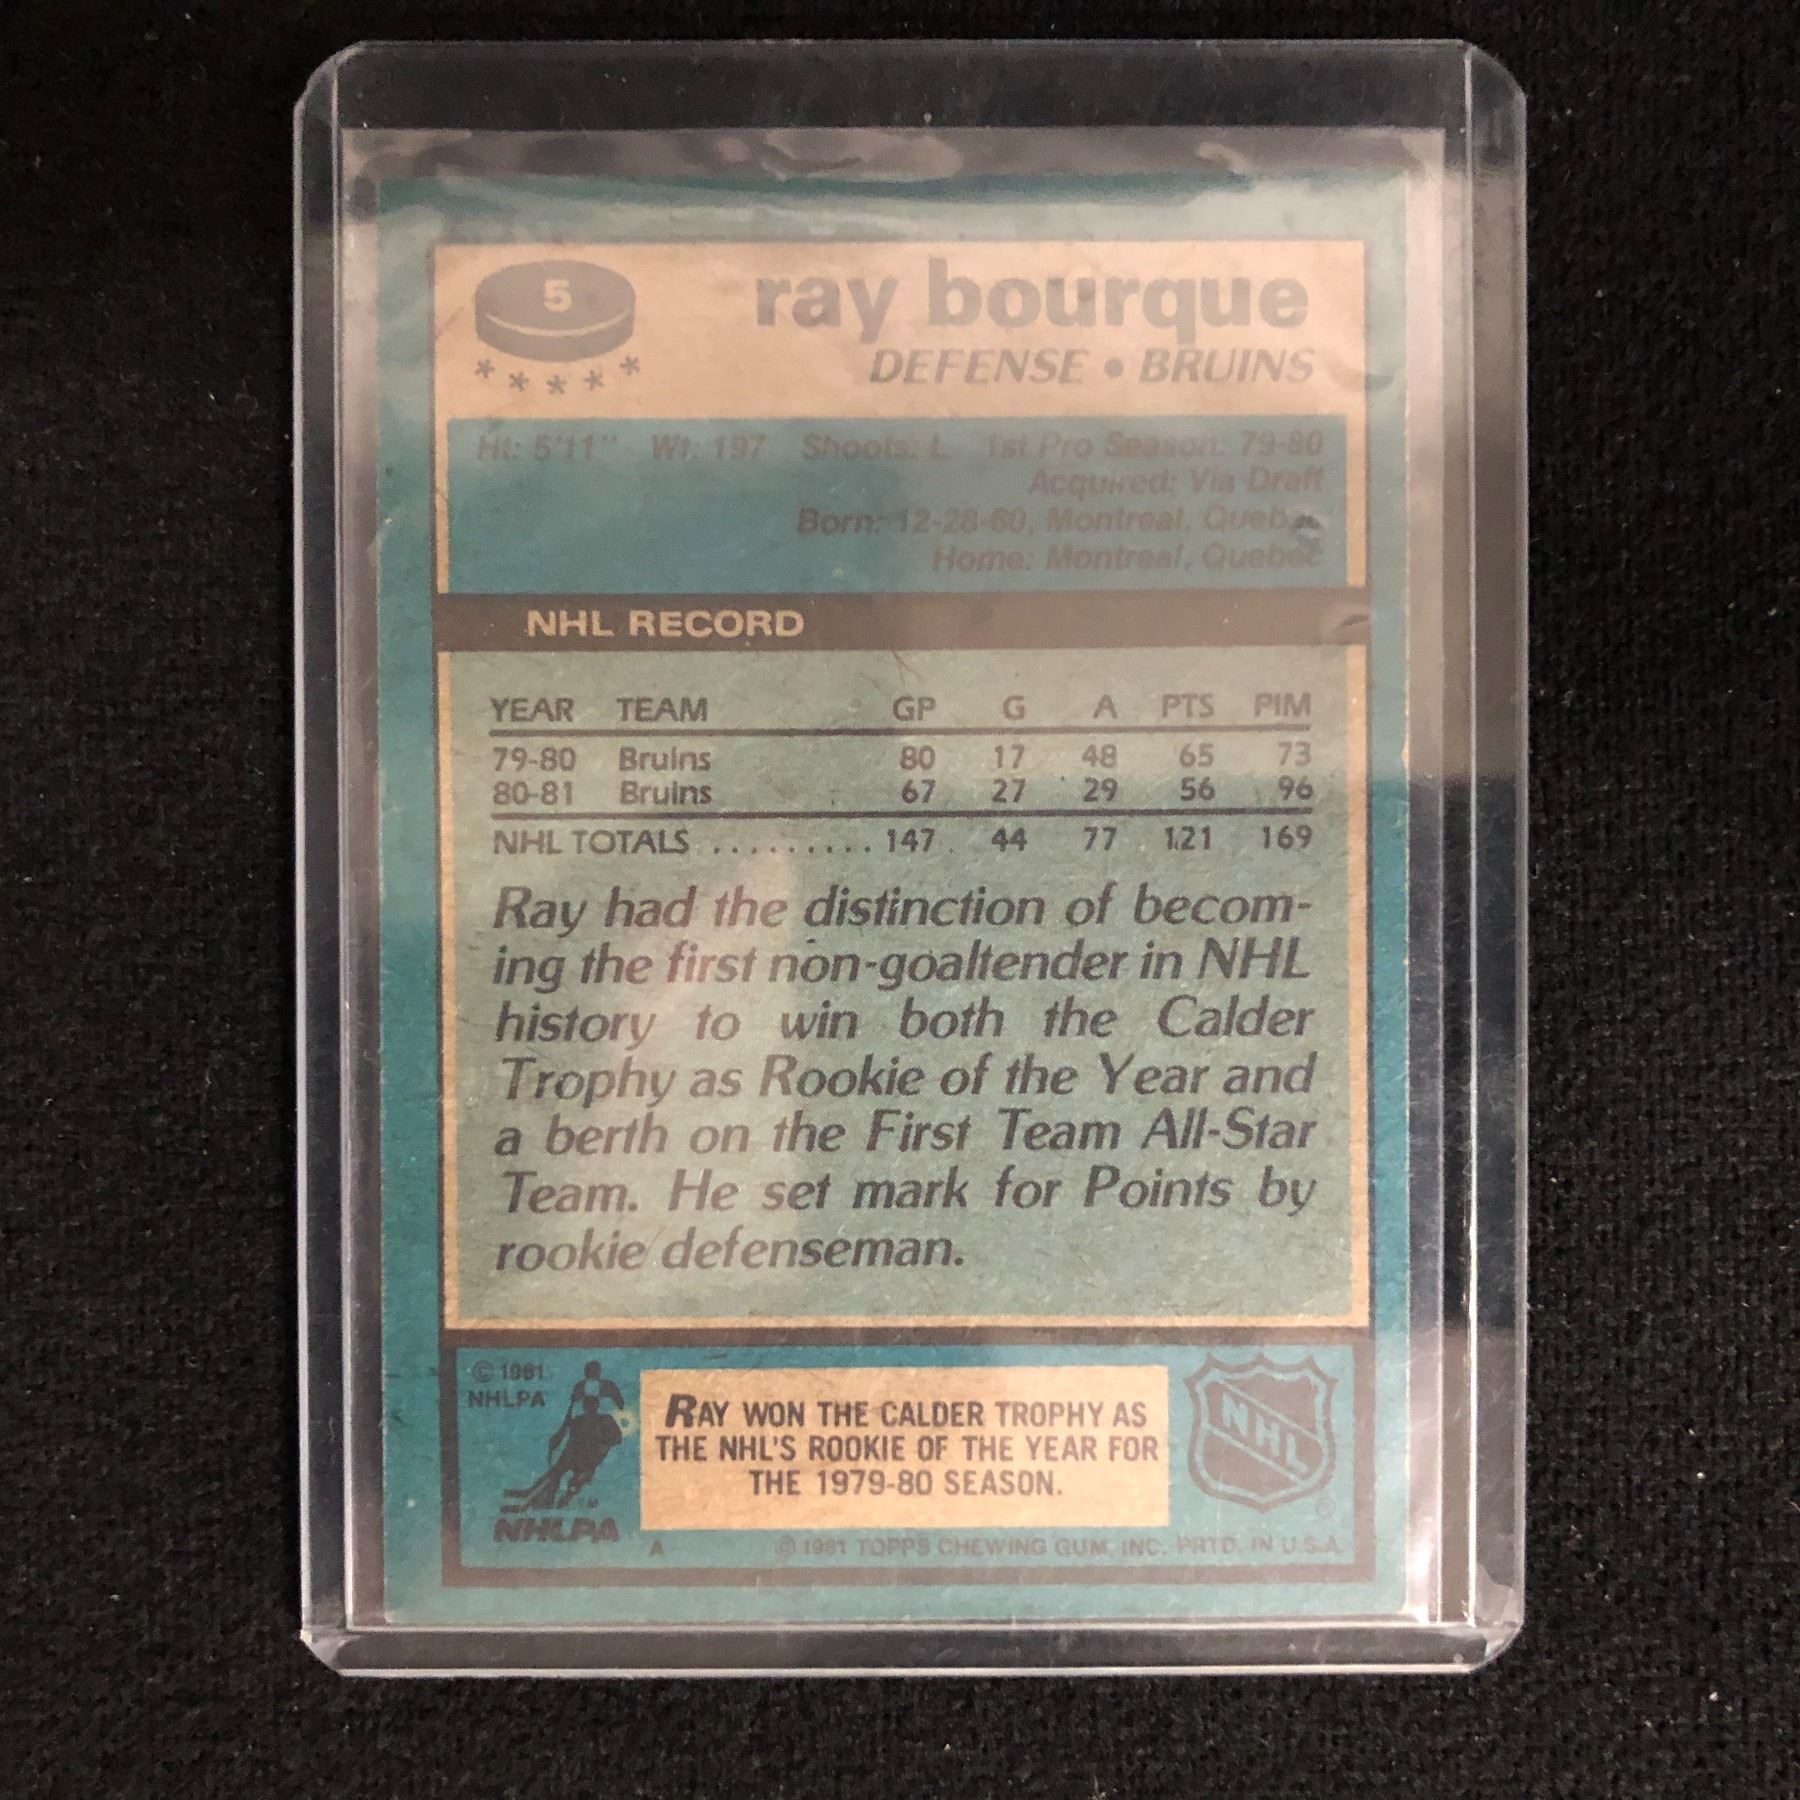 5
ray bourque
* * * * *
DEFENSE • BRUINS
Ht: 5'11" Wt: 197 Shoots: L 1st Pro Season: 79-80
Acquired: Via Draft
Born: 12-28-60, Montreal, Quebec
Home: Montreal, Quebec
NHL RECORD
YEAR TEAM GP G A PTS PIM
79-80 Bruins 80 17 48 65 73
80-81 Bruins 67 27 29 56 96
NHL TOTALS .......... 147 44 77 121 169
Ray had the distinction of becom-
ing the first non-goaltender in NHL
history to win both the Calder
Trophy as Rookie of the Year and
a berth on the First Team All-Star
Team. He set mark for Points by
rookie defenseman.
© 1981
NHLPA
RAY WON THE CALDER TROPHY AS
THE NHL'S ROOKIE OF THE YEAR FOR
THE 1979-80 SEASON.
NHL
®
TM
NHLPA
A © 1981 TOPPS CHEWING GUM, INC. PRTD. IN U.S.A.